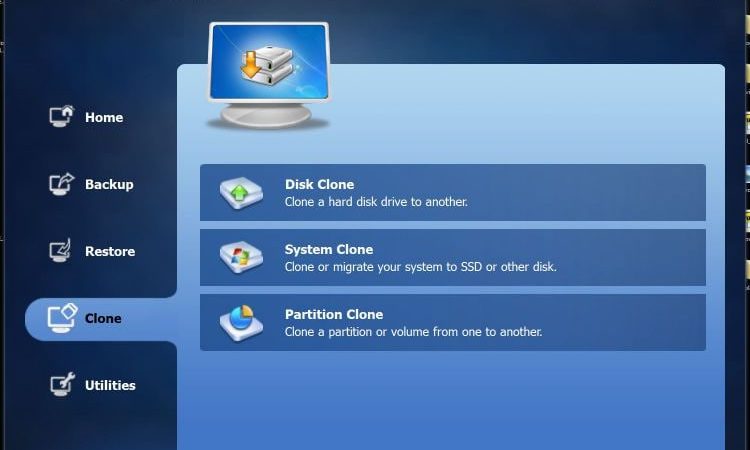 Home
Backup
Restore
Clone
Utilities
Disk Clone
Clone a hard disk drive to another.
System Clone
Clone or migrate your system to SSD or other disk.
Partition Clone
Clone a partition or volume from one to another.